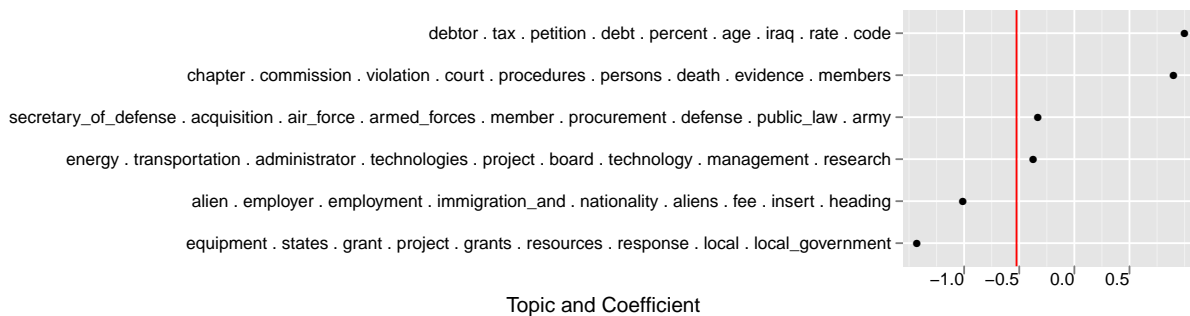 debtor . tax . petition . debt . percent . age . iraq . rate . code
chapter . commission . violation . court . procedures . persons . death . evidence . members
secretary_of_defense . acquisition . air_force . armed_forces . member . procurement . defense . public_law . army
energy . transportation . administrator . technologies . project . board . technology . management . research
alien . employer . employment . immigration_and . nationality . aliens . fee . insert . heading
equipment . states . grant . project . grants . resources . response . local . local_government
−1.0 −0.5 0.0 0.5
Topic and Coefficient